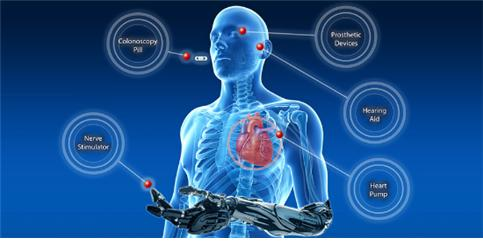 Colonoscopy
Pill
Prosthetic
Devices
Hearing
Aid
Nerve
Stimulator
Heart
Pump